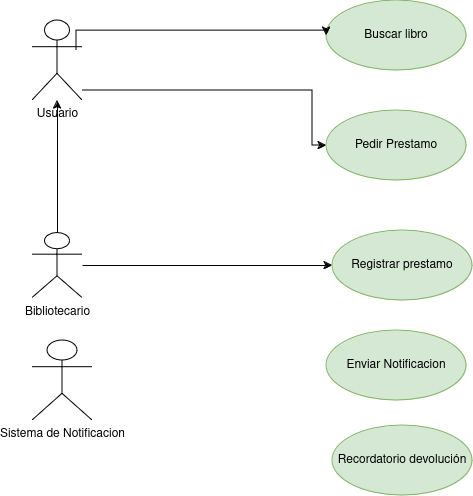 Buscar libro
Usuario
Pedir Prestamo
Registrar prestamo
Bibliotecario
Enviar Notificacion
Sistema de Notificacion
Recordatorio devolución